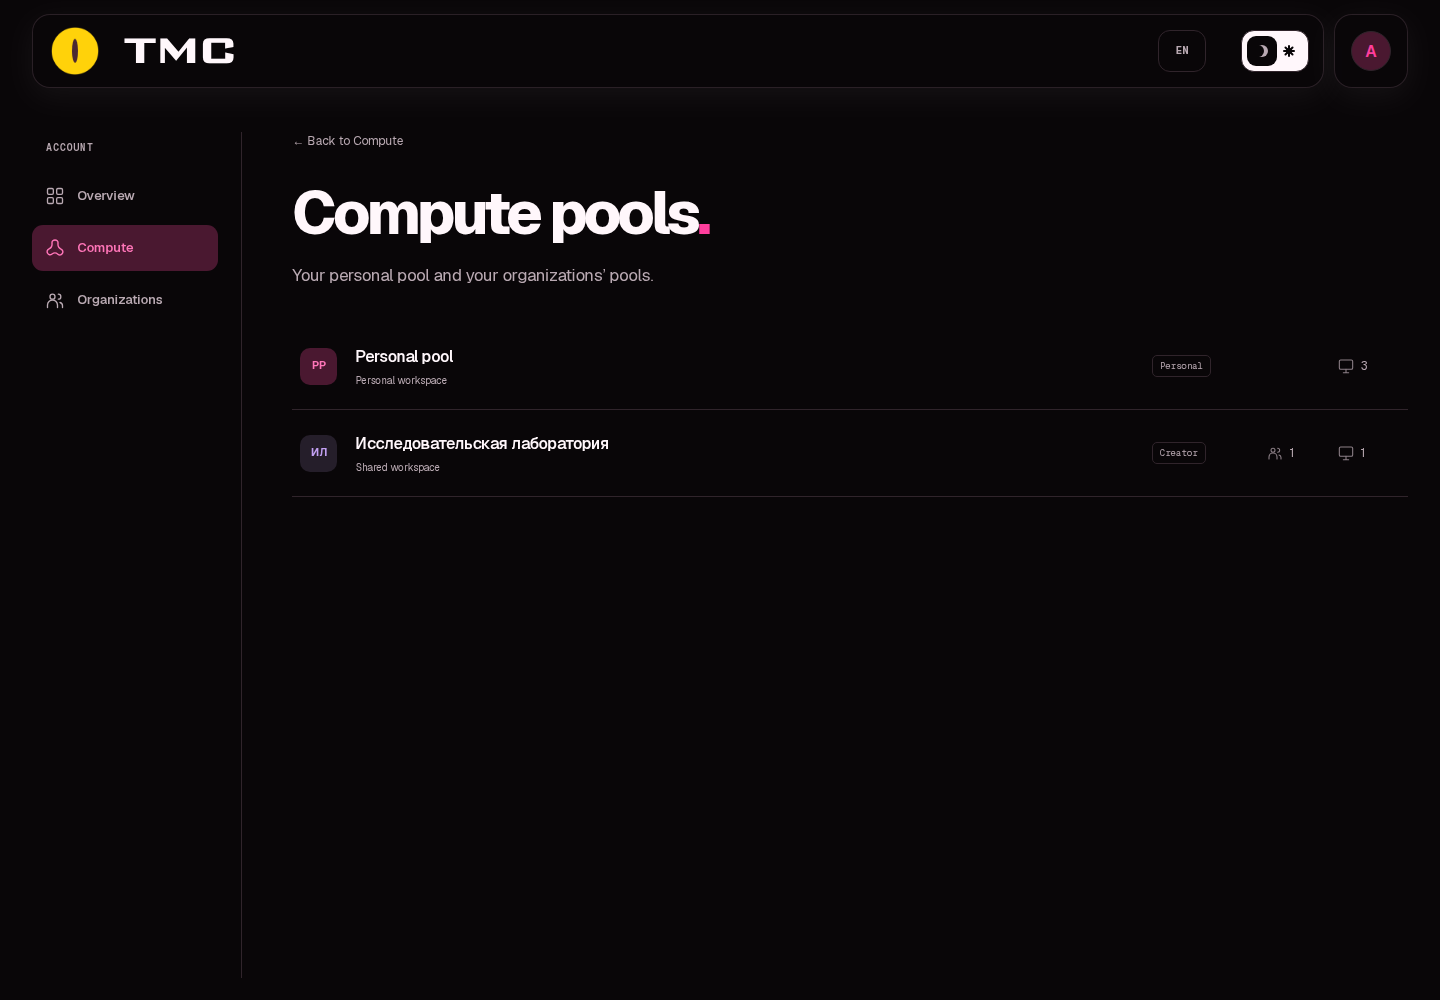 TMC
EN
A
ACCOUNT
Overview
Compute
Organizations
← Back to Compute
Compute pools.
Your personal pool and your organizations’ pools.
PP
Personal pool
Personal workspace
Personal
3
ИЛ
Исследовательская лаборатория
Shared workspace
Creator
1
1